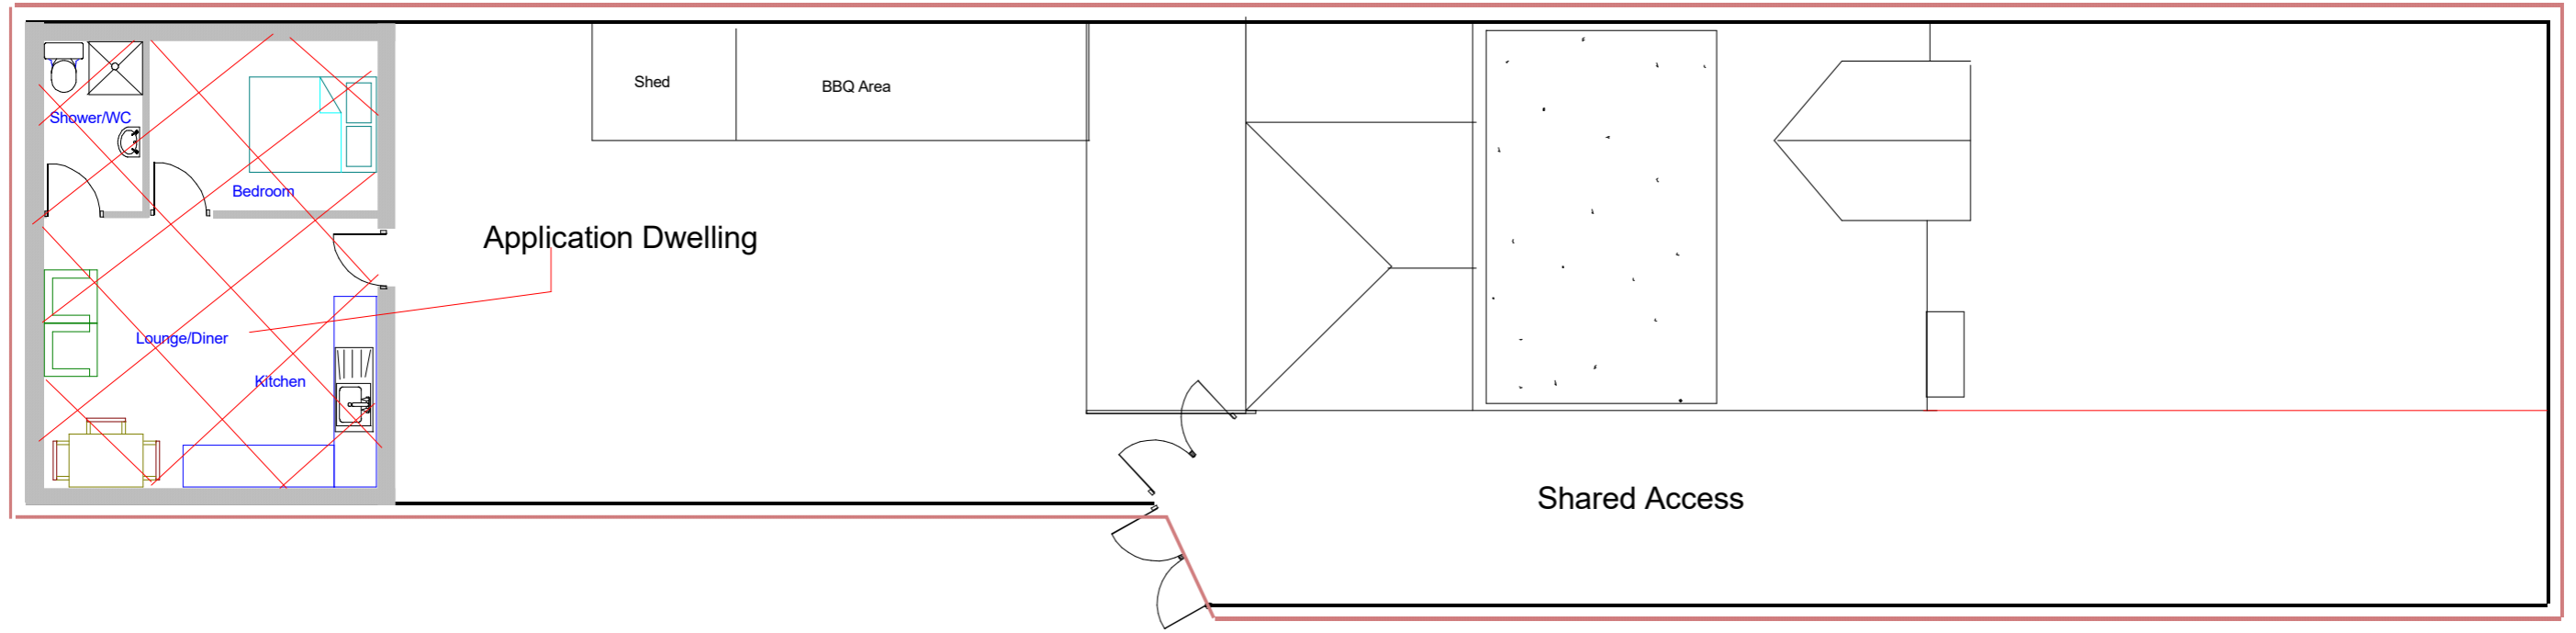 Shed
BBQ Area
Shower/WC
Bedroom
Application Dwelling
Lounge/Diner
Kitchen
Shared Access